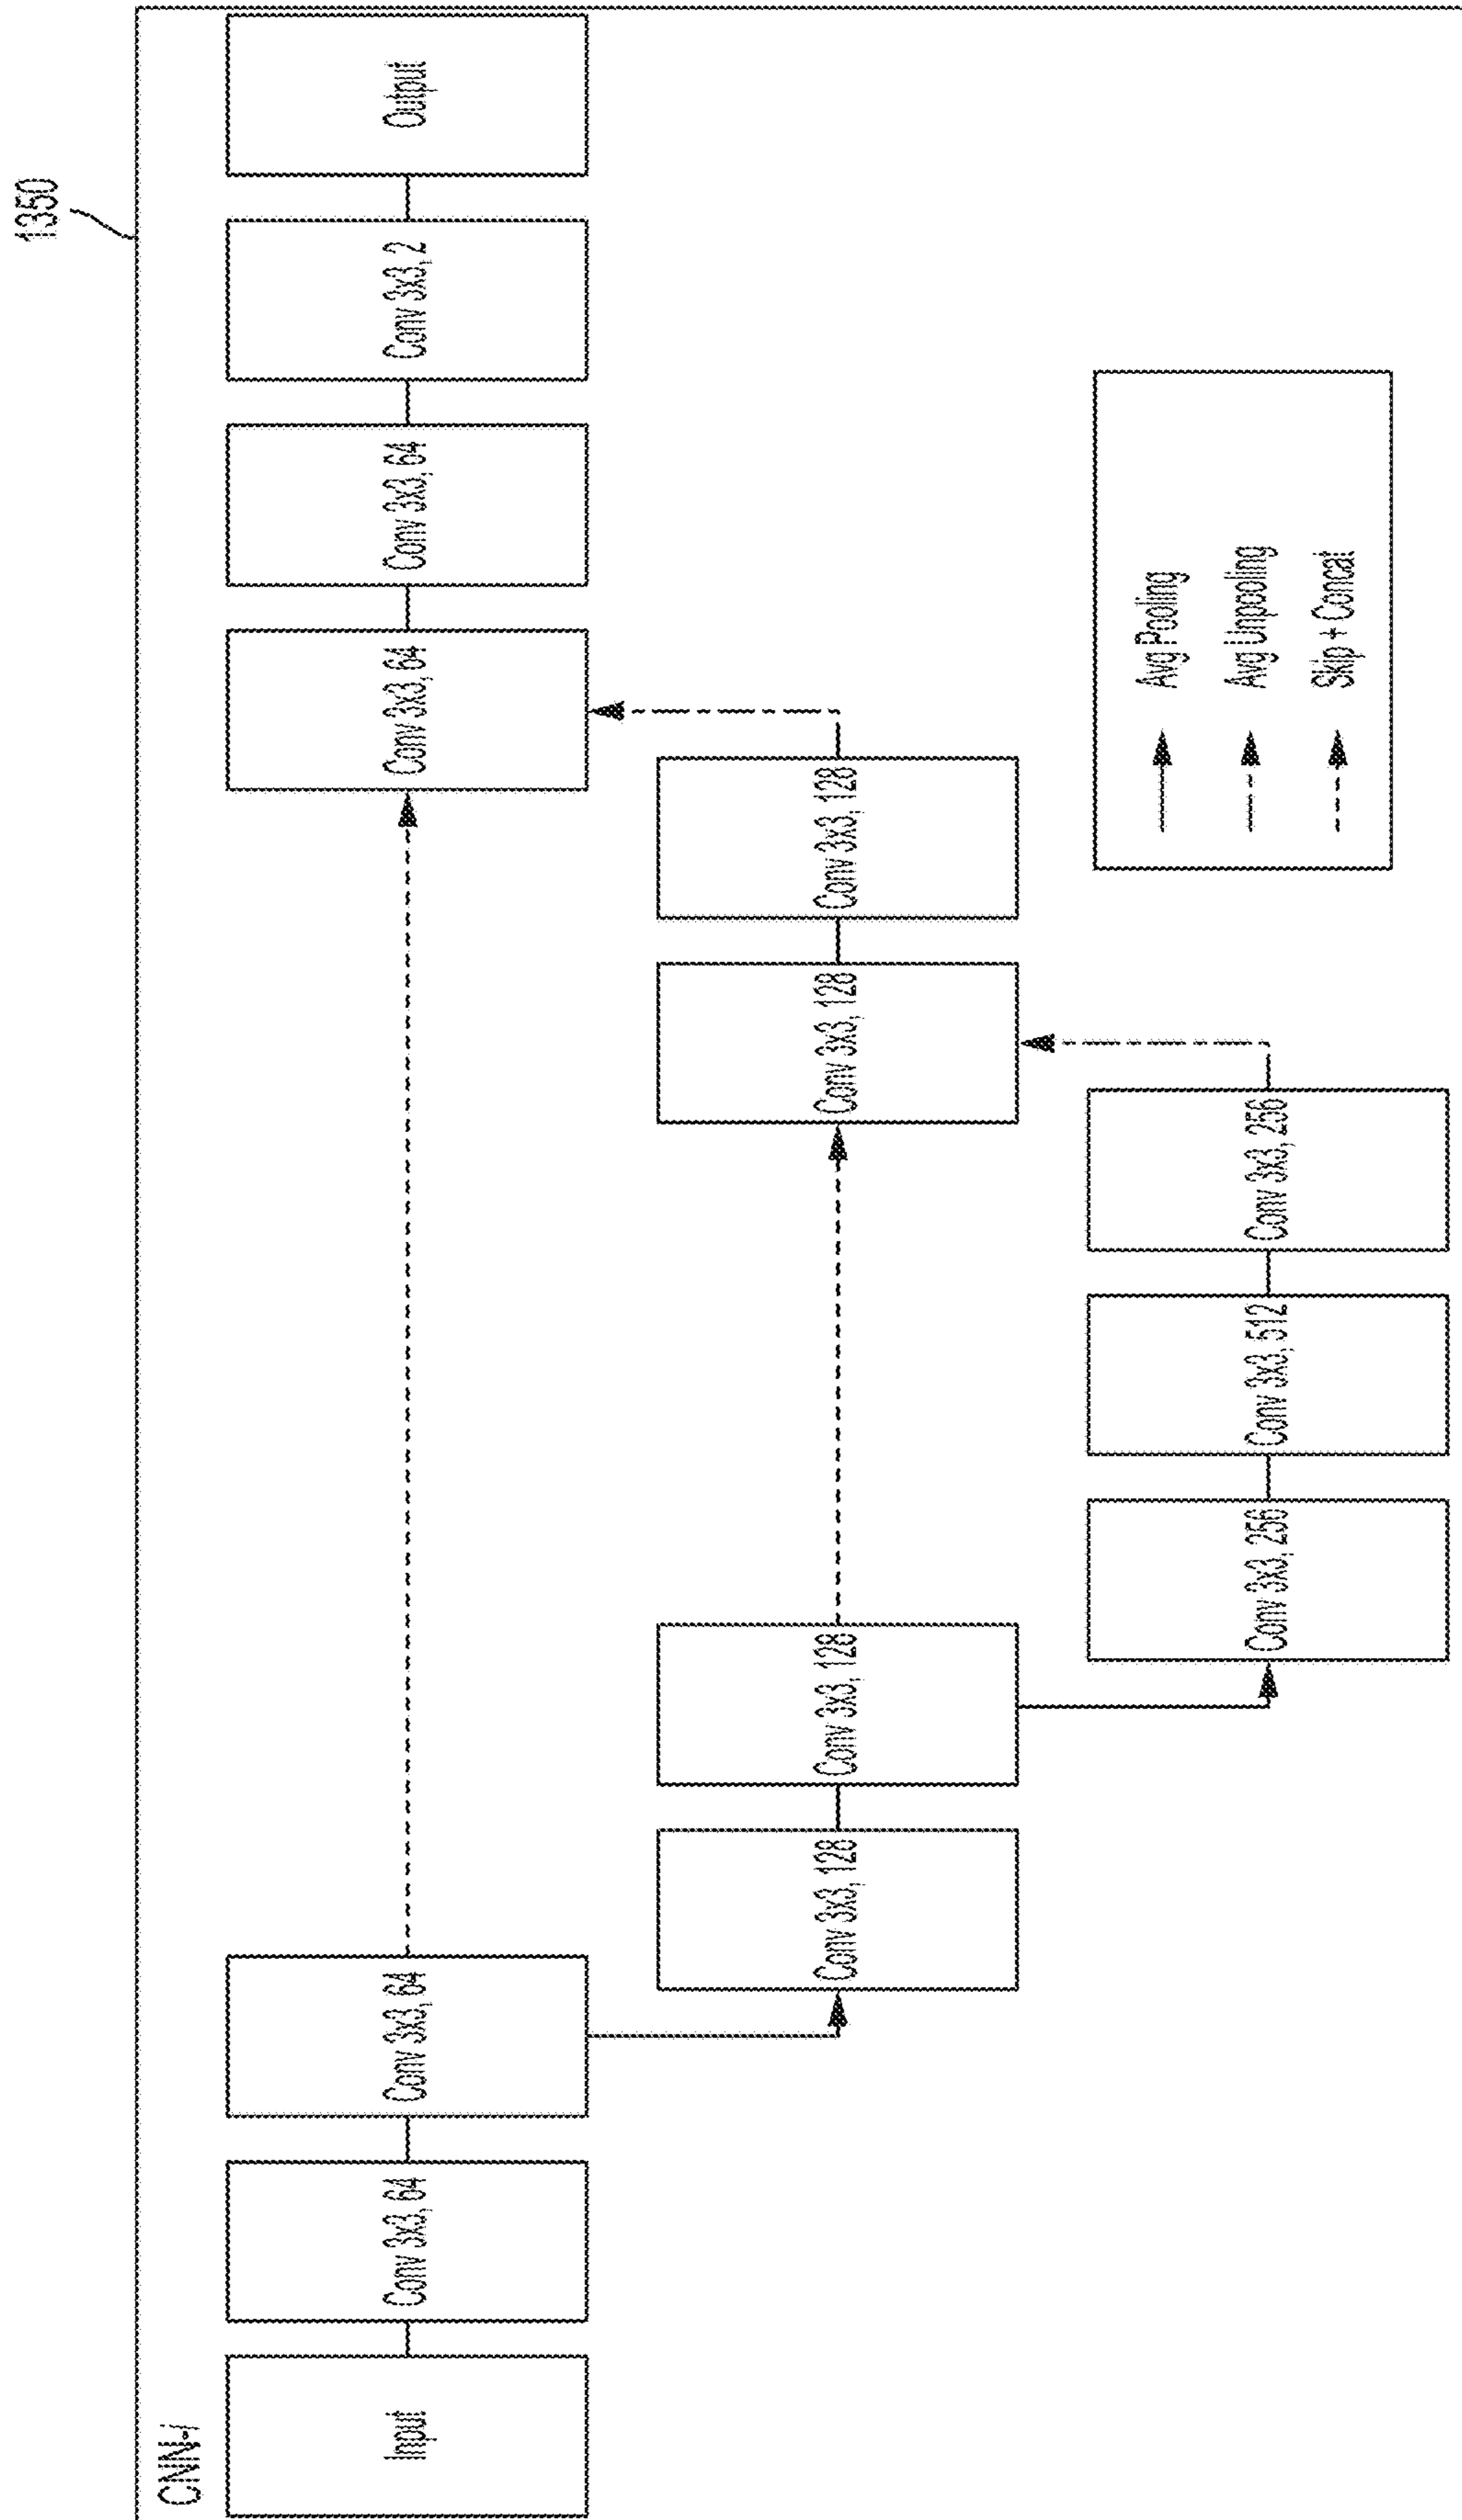 1350
CNN-i
Input
Conv 3x3, 64
Conv 3x3, 64
Conv 3x3, 64
Conv 3x3, 64
Conv 3x3, 2
Output
Conv 3x3, 128
Conv 3x3, 128
Conv 3x3, 128
Conv 3x3, 128
Conv 3x3, 256
Conv 3x3, 512
Conv 3x3, 256
Avg Pooling
Avg Unpooling
Skip + Concat